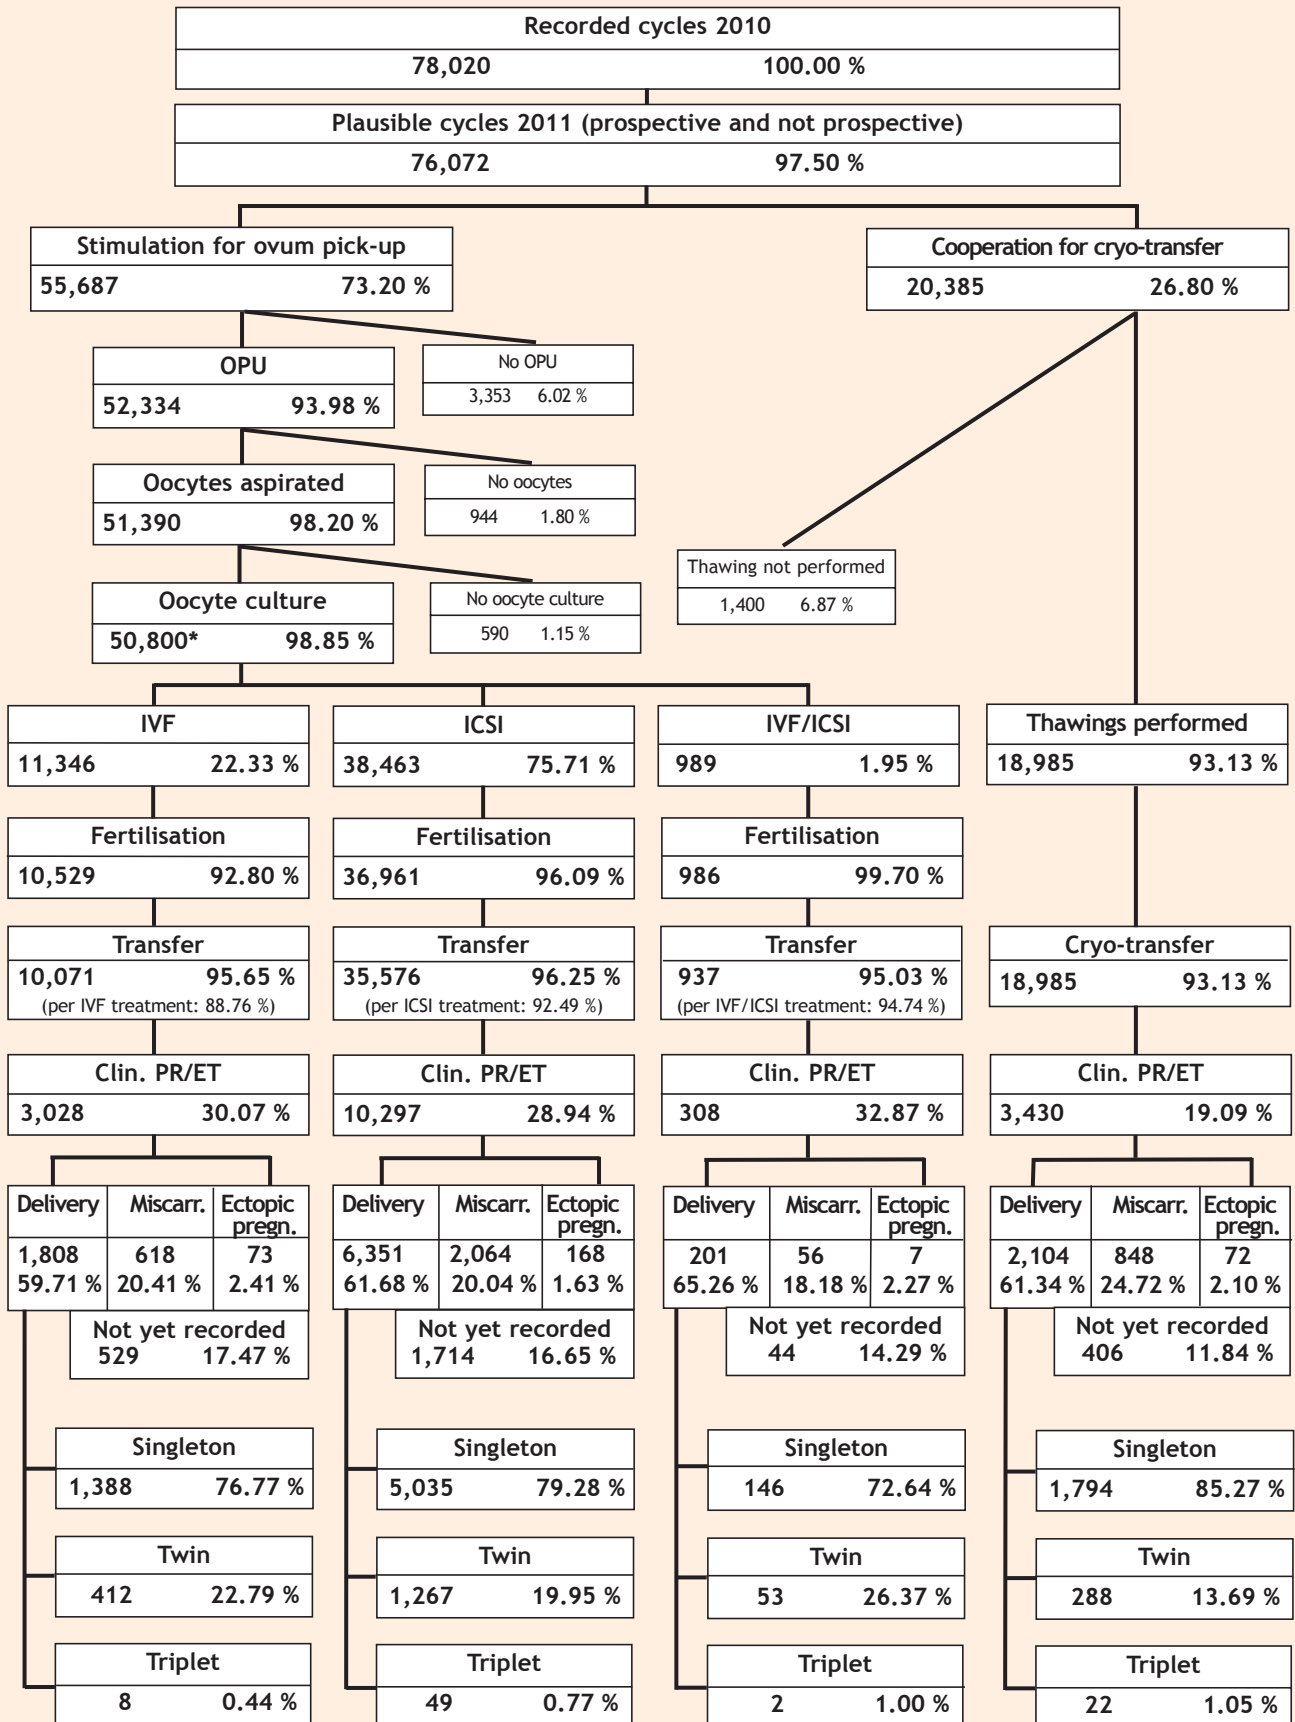 Recorded cycles 2010
78,020 100.00 %
Plausible cycles 2011 (prospective and not prospective)
76,072 97.50 %
Stimulation for ovum pick-up
55,687 73.20 %
Cooperation for cryo-transfer
20,385 26.80 %
OPU
52,334 93.98 %
No OPU
3,353 6.02 %
Oocytes aspirated
51,390 98.20 %
No oocytes
944 1.80 %
Thawing not performed
1,400 6.87 %
Oocyte culture
50,800* 98.85 %
No oocyte culture
590 1.15 %
IVF
11,346 22.33 %
ICSI
38,463 75.71 %
IVF/ICSI
989 1.95 %
Thawings performed
18,985 93.13 %
Fertilisation
10,529 92.80 %
Fertilisation
36,961 96.09 %
Fertilisation
986 99.70 %
Transfer
10,071 95.65 %
(per IVF treatment: 88.76 %)
Transfer
35,576 96.25 %
(per ICSI treatment: 92.49 %)
Transfer
937 95.03 %
(per IVF/ICSI treatment: 94.74 %)
Cryo-transfer
18,985 93.13 %
Clin. PR/ET
3,028 30.07 %
Clin. PR/ET
10,297 28.94 %
Clin. PR/ET
308 32.87 %
Clin. PR/ET
3,430 19.09 %
Delivery Miscarr. Ectopic
pregn.
1,808 618 73
59.71 % 20.41 % 2.41 %
Not yet recorded
529 17.47 %
Delivery Miscarr. Ectopic
pregn.
6,351 2,064 168
61.68 % 20.04 % 1.63 %
Not yet recorded
1,714 16.65 %
Delivery Miscarr. Ectopic
pregn.
201 56 7
65.26 % 18.18 % 2.27 %
Not yet recorded
44 14.29 %
Delivery Miscarr. Ectopic
pregn.
2,104 848 72
61.34 % 24.72 % 2.10 %
Not yet recorded
406 11.84 %
Singleton
1,388 76.77 %
Singleton
5,035 79.28 %
Singleton
146 72.64 %
Singleton
1,794 85.27 %
Twin
412 22.79 %
Twin
1,267 19.95 %
Twin
53 26.37 %
Twin
288 13.69 %
Triplet
8 0.44 %
Triplet
49 0.77 %
Triplet
2 1.00 %
Triplet
22 1.05 %